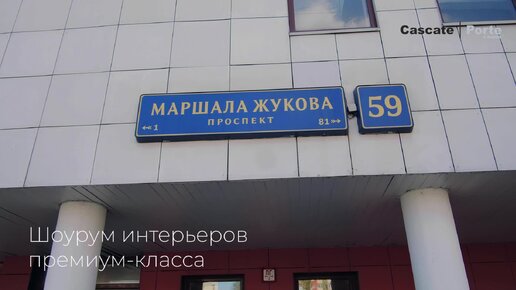 Cascate | Porte
МАРШАЛА ЖУКОВА
ПРОСПЕКТ
1
81
59
Шоурум интерьеров
премиум-класса